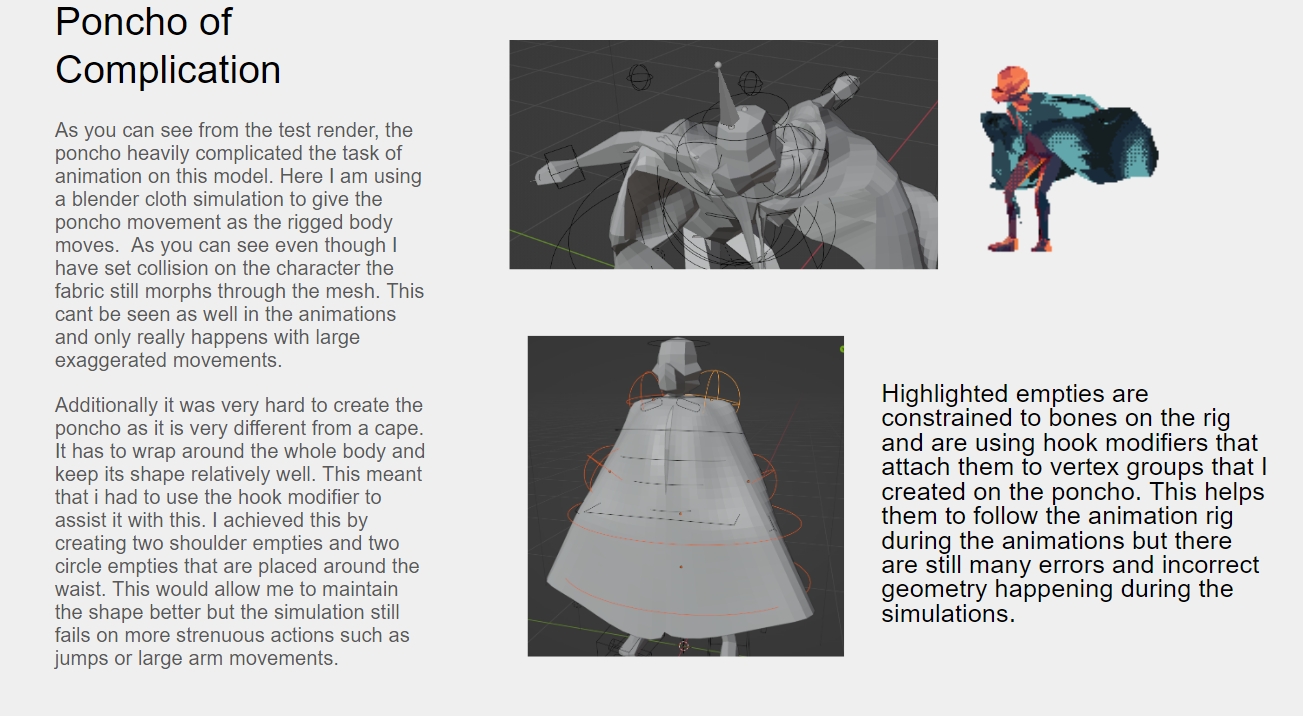 Poncho of
Complication
As you can see from the test render, the
poncho heavily complicated the task of
animation on this model. Here I am using
a blender cloth simulation to give the
poncho movement as the rigged body
moves.  As you can see even though I
have set collision on the character the
fabric still morphs through the mesh. This
cant be seen as well in the animations
and only really happens with large
exaggerated movements.
Additionally it was very hard to create the
poncho as it is very different from a cape.
It has to wrap around the whole body and
keep its shape relatively well. This meant
that i had to use the hook modifier to
assist it with this. I achieved this by
creating two shoulder empties and two
circle empties that are placed around the
waist. This would allow me to maintain
the shape better but the simulation still
fails on more strenuous actions such as
jumps or large arm movements.
Highlighted empties are
constrained to bones on the rig
and are using hook modifiers that
attach them to vertex groups that I
created on the poncho. This helps
them to follow the animation rig
during the animations but there
are still many errors and incorrect
geometry happening during the
simulations.